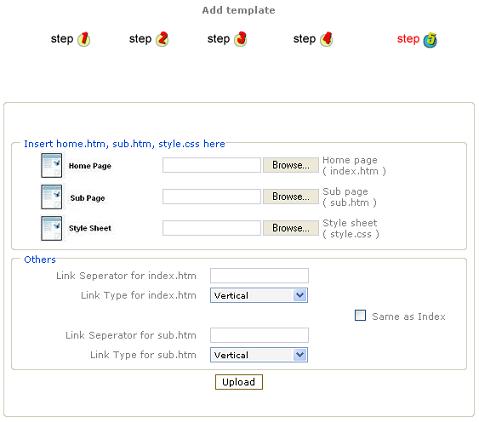 Add template
step 1 step 2 step 3 step 4 step 5
Insert home.htm, sub.htm, style.css here
Home Page Browse... Home page
( index.htm )
Sub Page Browse... Sub page
( sub.htm )
Style Sheet Browse... Style sheet
( style.css )
Others
Link Seperator for index.htm
Link Type for index.htm Vertical
Same as Index
Link Seperator for sub.htm
Link Type for sub.htm Vertical
Upload